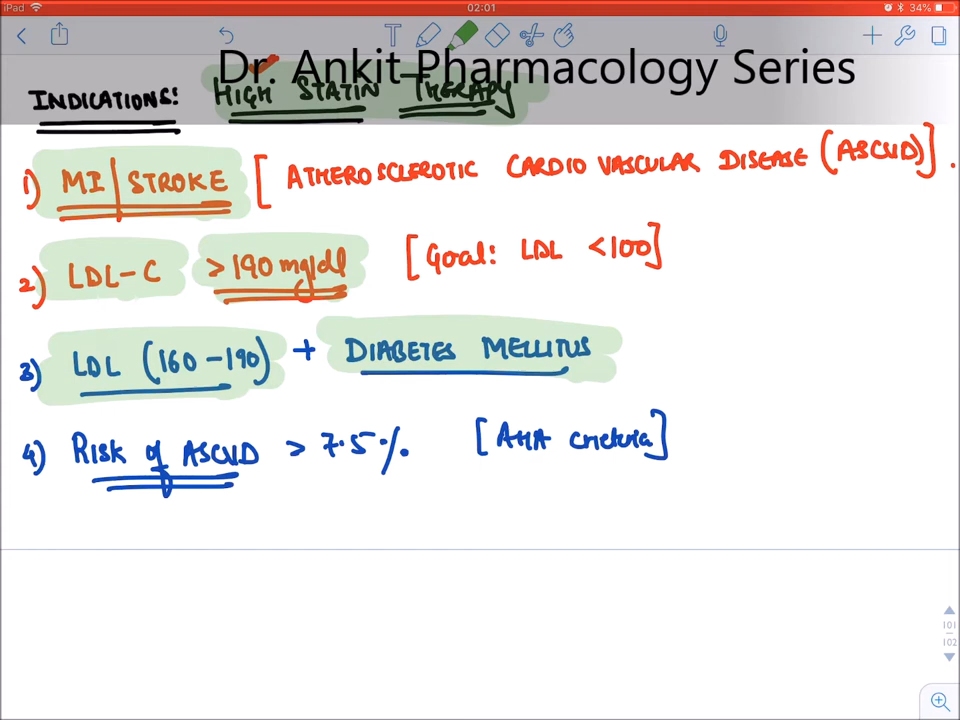 iPad 02:01 34%
Dr. Ankit Pharmacology Series
INDICATIONS: HIGH STATIN THERAPY
1) MI | STROKE [ATHEROSCLEROTIC CARDIO VASCULAR DISEASE (ASCVD)].
2) LDL-C >190 mg/dl [Goal: LDL <100]
3) LDL (160-190) + DIABETES MELLITUS
4) RISK of ASCVD > 7.5% [AHA criteria]
101
102